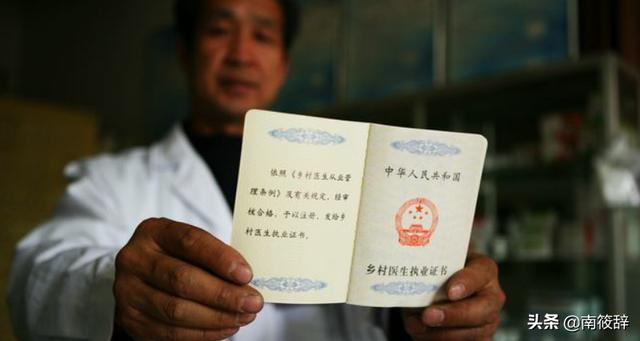 依照《乡村医生从业管
理条例》及有关规定，经审
核合格，予以注册，发给乡
村医生执业证书。
中华人民共和国
乡村医生执业证书
头条 @南筱辞